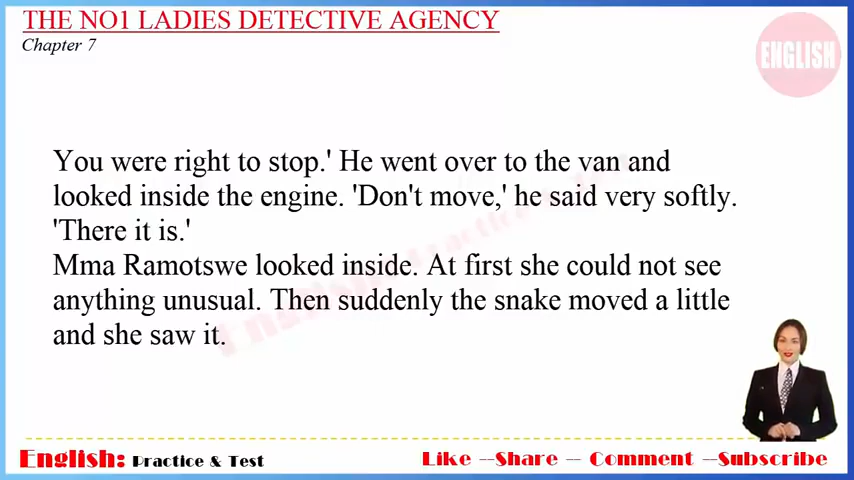 THE NO1 LADIES DETECTIVE AGENCY
Chapter 7
ENGLISH
You were right to stop.' He went over to the van and
looked inside the engine. 'Don't move,' he said very softly.
'There it is.'
Mma Ramotswe looked inside. At first she could not see
anything unusual. Then suddenly the snake moved a little
and she saw it.
English: Practice & Test
Like --Share -- Comment --Subscribe